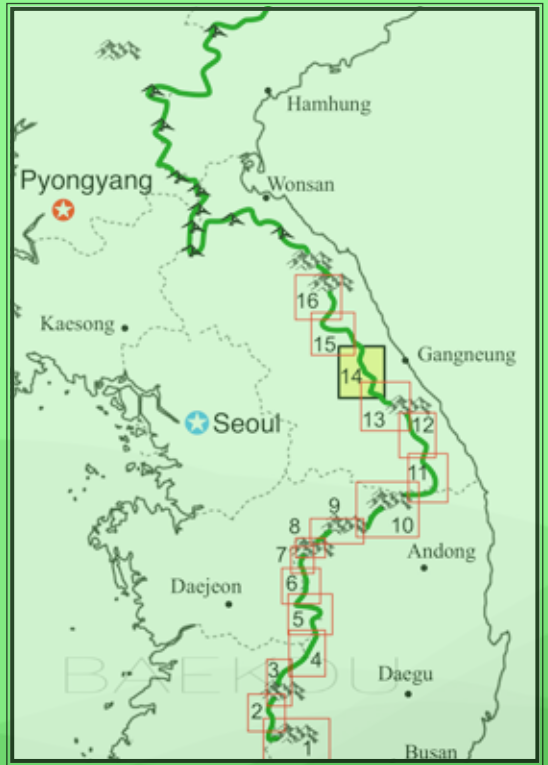 Hamhung
Pyongyang
Wonsan
16
Kaesong
15
Gangneung
14
13
Seoul
12
11
9
10
8
7
Andong
6
Daejeon
5
4
3
BAEKDU
Daegu
2
1
Busan